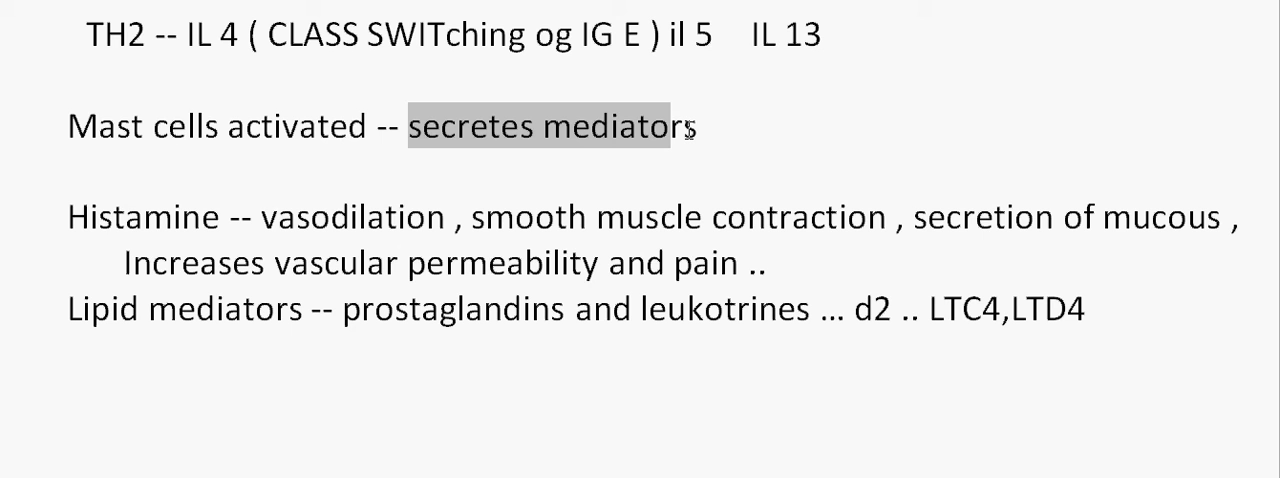 TH2 -- IL 4 ( CLASS SWITching og IG E ) il 5 IL 13
Mast cells activated -- secretes mediators
Histamine -- vasodilation , smooth muscle contraction , secretion of mucous ,
Increases vascular permeability and pain ..
Lipid mediators -- prostaglandins and leukotrines ... d2 .. LTC4,LTD4